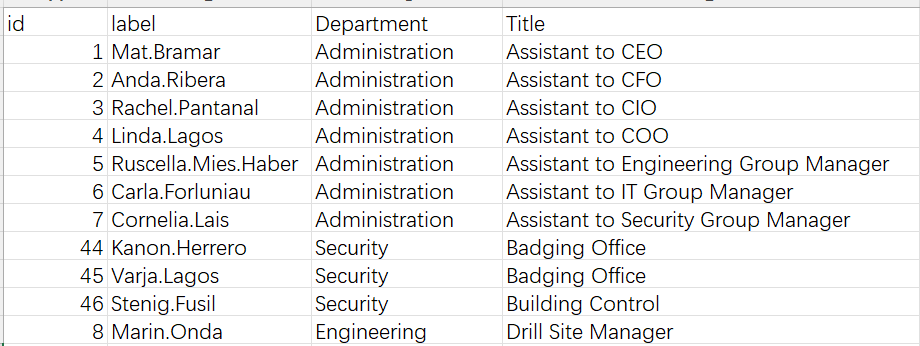 id label Department Title
1 Mat.Bramar Administration Assistant to CEO
2 Anda.Ribera Administration Assistant to CFO
3 Rachel.Pantanal Administration Assistant to CIO
4 Linda.Lagos Administration Assistant to COO
5 Ruscella.Mies.Haber Administration Assistant to Engineering Group Manager
6 Carla.Forluniau Administration Assistant to IT Group Manager
7 Cornelia.Lais Administration Assistant to Security Group Manager
44 Kanon.Herrero Security Badging Office
45 Varja.Lagos Security Badging Office
46 Stenig.Fusil Security Building Control
8 Marin.Onda Engineering Drill Site Manager